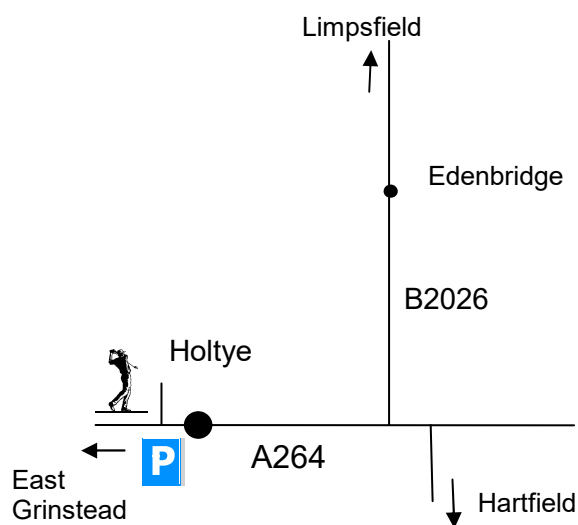 Limpsfield
Edenbridge
B2026
Holtye
P
A264
East
Grinstead
Hartfield